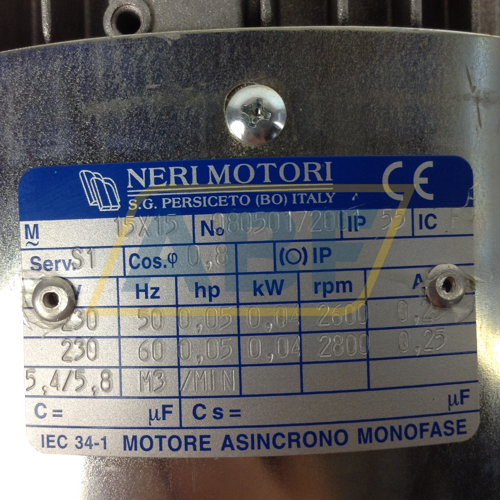 NERI MOTORI
S.G. PERSICETO (BO) ITALY
CE
M~ 15X15 No IP 55 IC
Serv. S1 Cos.φ 0,8 IP
V Hz hp kW rpm A
230 50 0,05 0,04 2600
230 60 0,05 0,04 2800 0,25
5,4/5,8 M3 /MIN
C = μF Cs = μF
IEC 34-1 MOTORE ASINCRONO MONOFASE